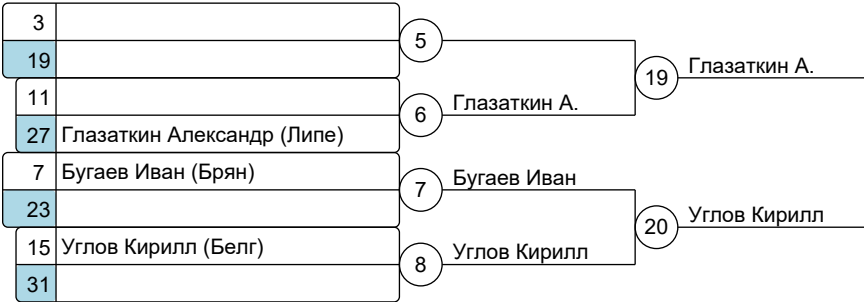 3
5
19
19
Глазаткин А.
11
6
Глазаткин А.
27 Глазаткин Александр (Липе)
7 Бугаев Иван (Брян)
7
Бугаев Иван
23
20
Углов Кирилл
15 Углов Кирилл (Белг)
8
Углов Кирилл
31